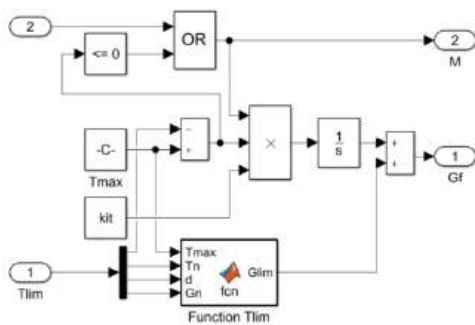 2
<= 0
OR
2
M
-C-
Tmax
−
+
×
1
s
+
+
1
Gf
kit
1
Tlim
Tmax
Tn
d
Gn
fcn
Glim
Function Tlim